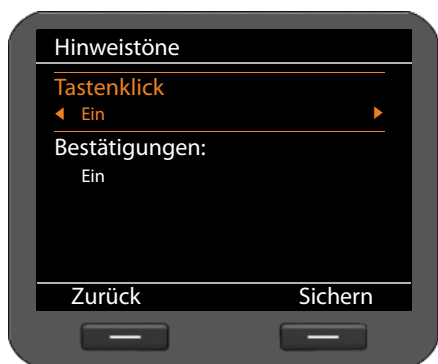 Hinweistöne
Tastenklick
Ein
Bestätigungen:
Ein
Zurück Sichern